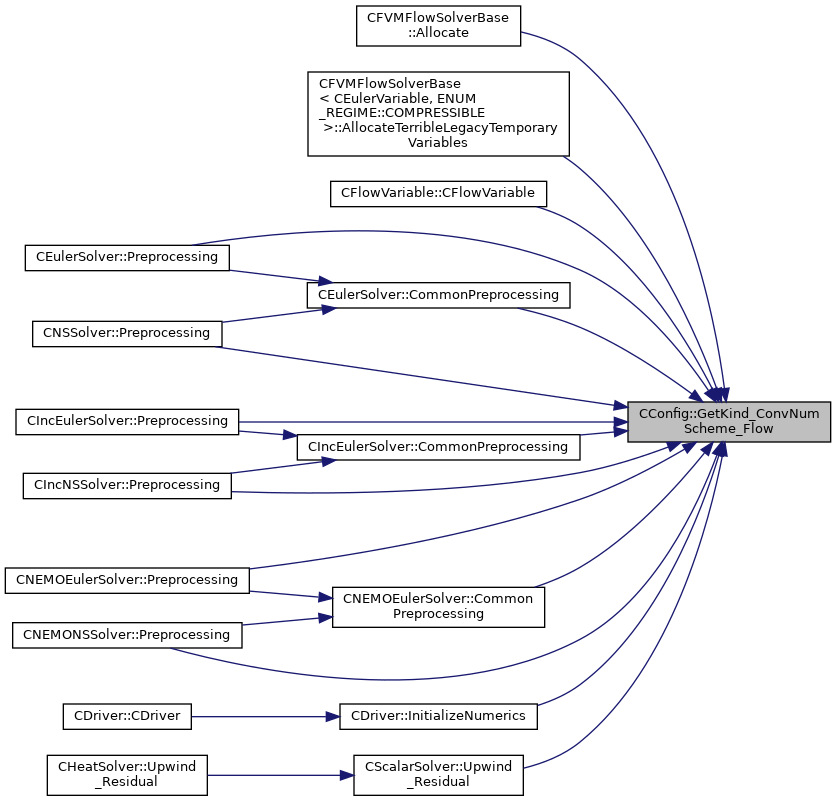 CFVMFlowSolverBase
::Allocate
CFVMFlowSolverBase
< CEulerVariable, ENUM
_REGIME::COMPRESSIBLE
>::AllocateTerribleLegacyTemporary
Variables
CFlowVariable::CFlowVariable
CEulerSolver::Preprocessing
CEulerSolver::CommonPreprocessing
CNSSolver::Preprocessing
CConfig::GetKind_ConvNum
Scheme_Flow
CIncEulerSolver::Preprocessing
CIncEulerSolver::CommonPreprocessing
CIncNSSolver::Preprocessing
CNEMOEulerSolver::Preprocessing
CNEMOEulerSolver::Common
Preprocessing
CNEMONSSolver::Preprocessing
CDriver::CDriver
CDriver::InitializeNumerics
CHeatSolver::Upwind
_Residual
CScalarSolver::Upwind
_Residual